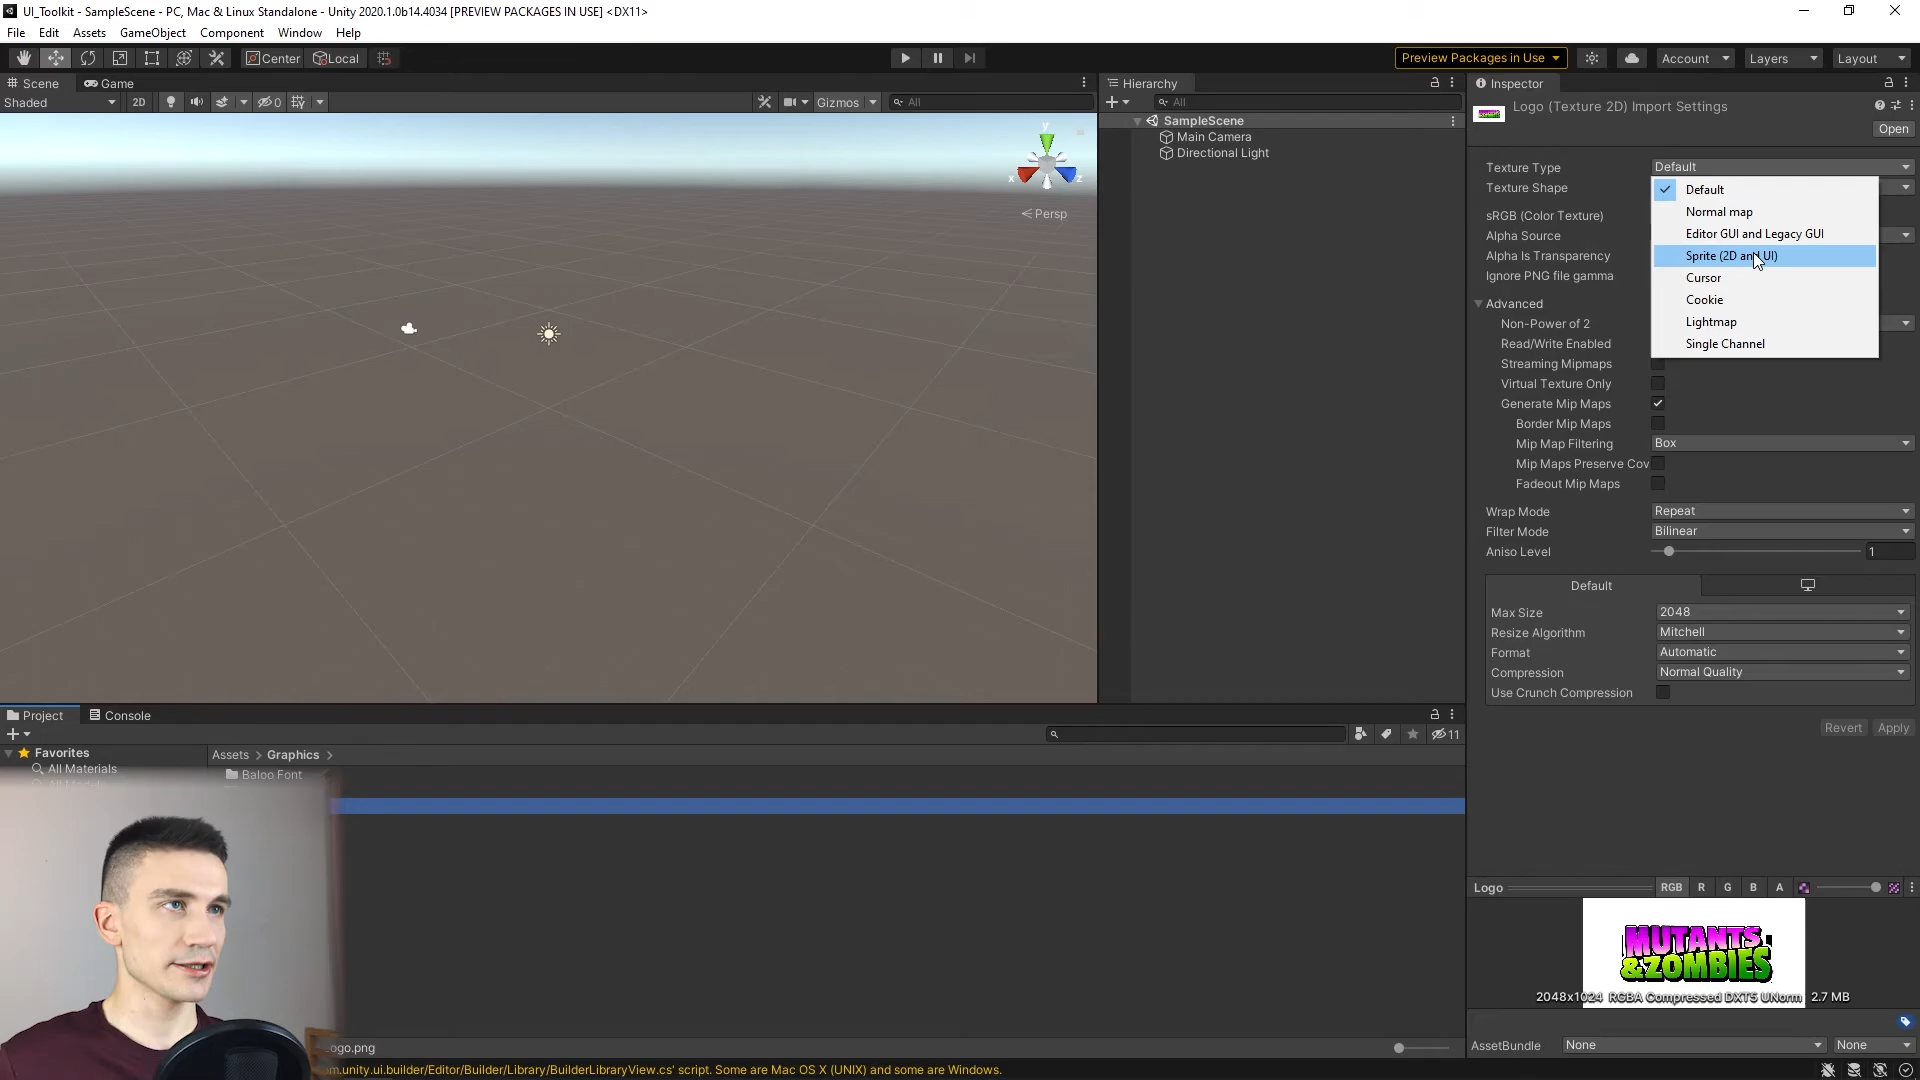 UI_Toolkit - SampleScene - PC, Mac & Linux Standalone - Unity 2020.1.0b14.4034 [PREVIEW PACKAGES IN USE] <DX11>
File Edit Assets GameObject Component Window Help
Center Local
Preview Packages in Use Account Layers Layout
Scene Game
Shaded 2D 0 Gizmos All
y
x z
Persp
Hierarchy
All
SampleScene
Main Camera
Directional Light
Inspector
Logo (Texture 2D) Import Settings
Open
Texture Type Default
Texture Shape
sRGB (Color Texture)
Alpha Source
Alpha Is Transparency
Ignore PNG file gamma
Default
Normal map
Editor GUI and Legacy GUI
Sprite (2D and UI)
Cursor
Cookie
Lightmap
Single Channel
Advanced
Non-Power of 2
Read/Write Enabled
Streaming Mipmaps
Virtual Texture Only
Generate Mip Maps
Border Mip Maps
Mip Map Filtering Box
Mip Maps Preserve Cov
Fadeout Mip Maps
Wrap Mode Repeat
Filter Mode Bilinear
Aniso Level 1
Default
Max Size 2048
Resize Algorithm Mitchell
Format Automatic
Compression Normal Quality
Use Crunch Compression
Revert Apply
Project Console
11
Favorites
All Materials
Assets > Graphics >
Baloo Font
ogo.png
m.unity.ui.builder/Editor/Builder/Library/BuilderLibraryView.cs' script. Some are Mac OS X (UNIX) and some are Windows.
Logo RGB R G B A
MUTANTS
&ZOMBIES
2048x1024 RGBA Compressed DXT5 UNorm 2.7 MB
AssetBundle None None